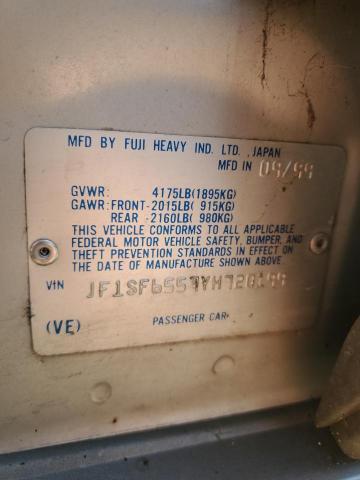 MFD BY FUJI HEAVY IND. LTD., JAPAN
MFD IN 05/99
GVWR: 4175LB(1895KG)
GAWR:FRONT-2015LB( 915KG)
REAR -2160LB( 980KG)
THIS VEHICLE CONFORMS TO ALL APPLICABLE
FEDERAL MOTOR VEHICLE SAFETY, BUMPER, AND
THEFT PREVENTION STANDARDS IN EFFECT ON
THE DATE OF MANUFACTURE SHOWN ABOVE.
VIN
(VE) PASSENGER CAR